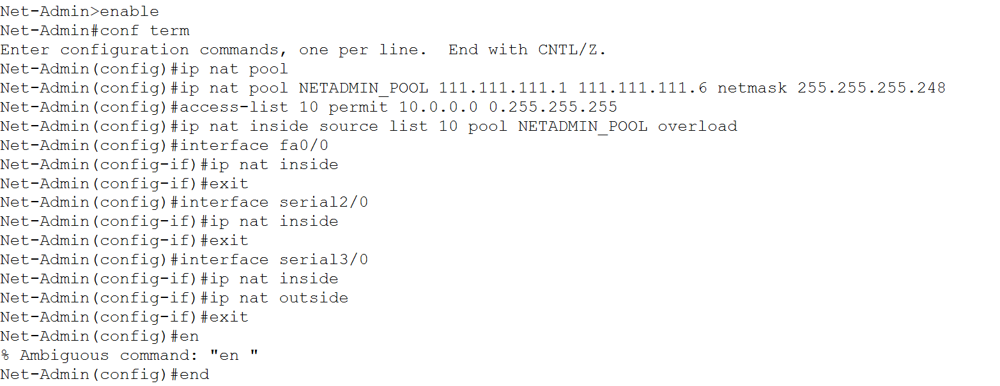 Net-Admin>enable
Net-Admin#conf term
Enter configuration commands, one per line.  End with CNTL/Z.
Net-Admin(config)#ip nat pool
Net-Admin(config)#ip nat pool NETADMIN_POOL 111.111.111.1 111.111.111.6 netmask 255.255.255.248
Net-Admin(config)#access-list 10 permit 10.0.0.0 0.255.255.255
Net-Admin(config)#ip nat inside source list 10 pool NETADMIN_POOL overload
Net-Admin(config)#interface fa0/0
Net-Admin(config-if)#ip nat inside
Net-Admin(config-if)#exit
Net-Admin(config)#interface serial2/0
Net-Admin(config-if)#ip nat inside
Net-Admin(config-if)#exit
Net-Admin(config)#interface serial3/0
Net-Admin(config-if)#ip nat inside
Net-Admin(config-if)#ip nat outside
Net-Admin(config-if)#exit
Net-Admin(config)#en
% Ambiguous command: "en "
Net-Admin(config)#end